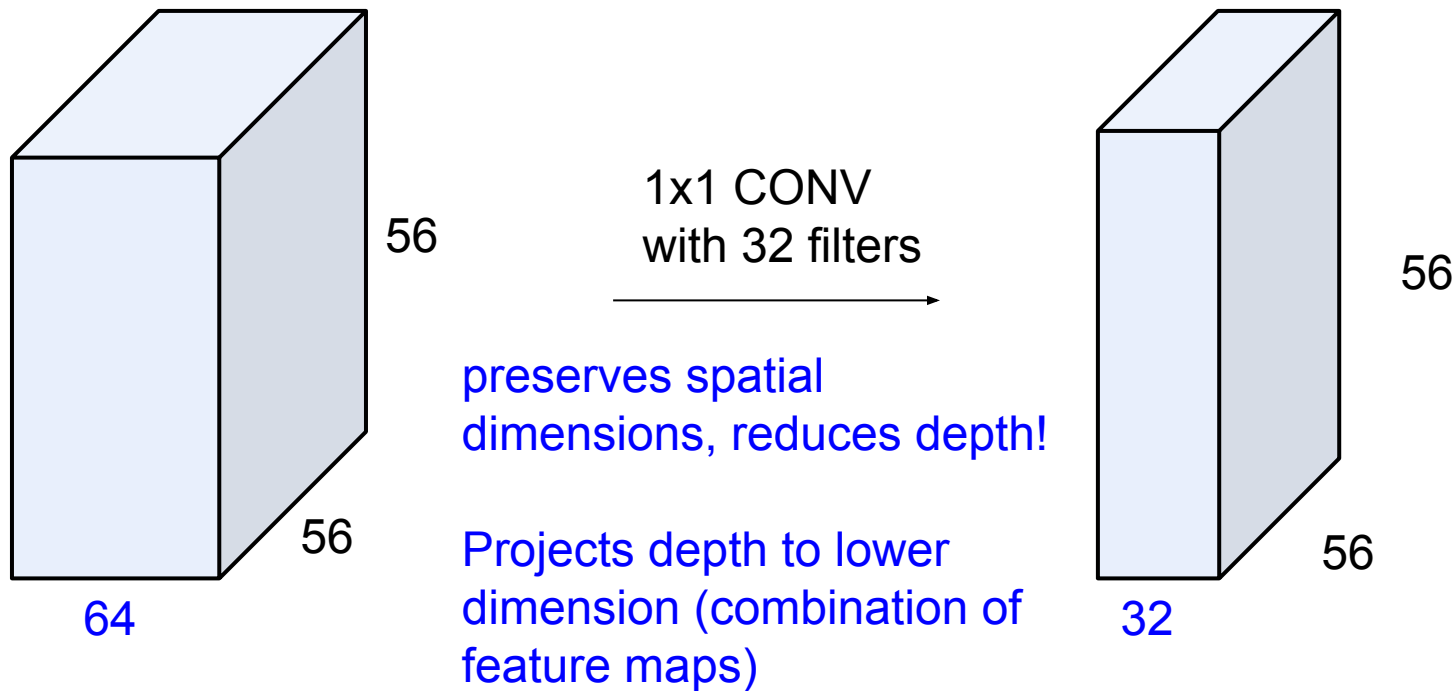 56
56
64
1x1 CONV
with 32 filters
preserves spatial
dimensions, reduces depth!
Projects depth to lower
dimension (combination of
feature maps)
56
56
32